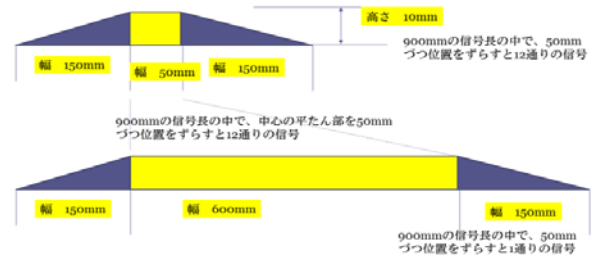 高さ 10mm
900mmの信号長の中で、50mm
づつ位置をずらすと12通りの信号
幅 150mm
幅 50mm
幅 150mm
900mmの信号長の中で、中心の平たん部を50mm
づつ位置をずらすと12通りの信号
幅 150mm
幅 600mm
幅 150mm
900mmの信号長の中で、50mm
づつ位置をずらすと1通りの信号